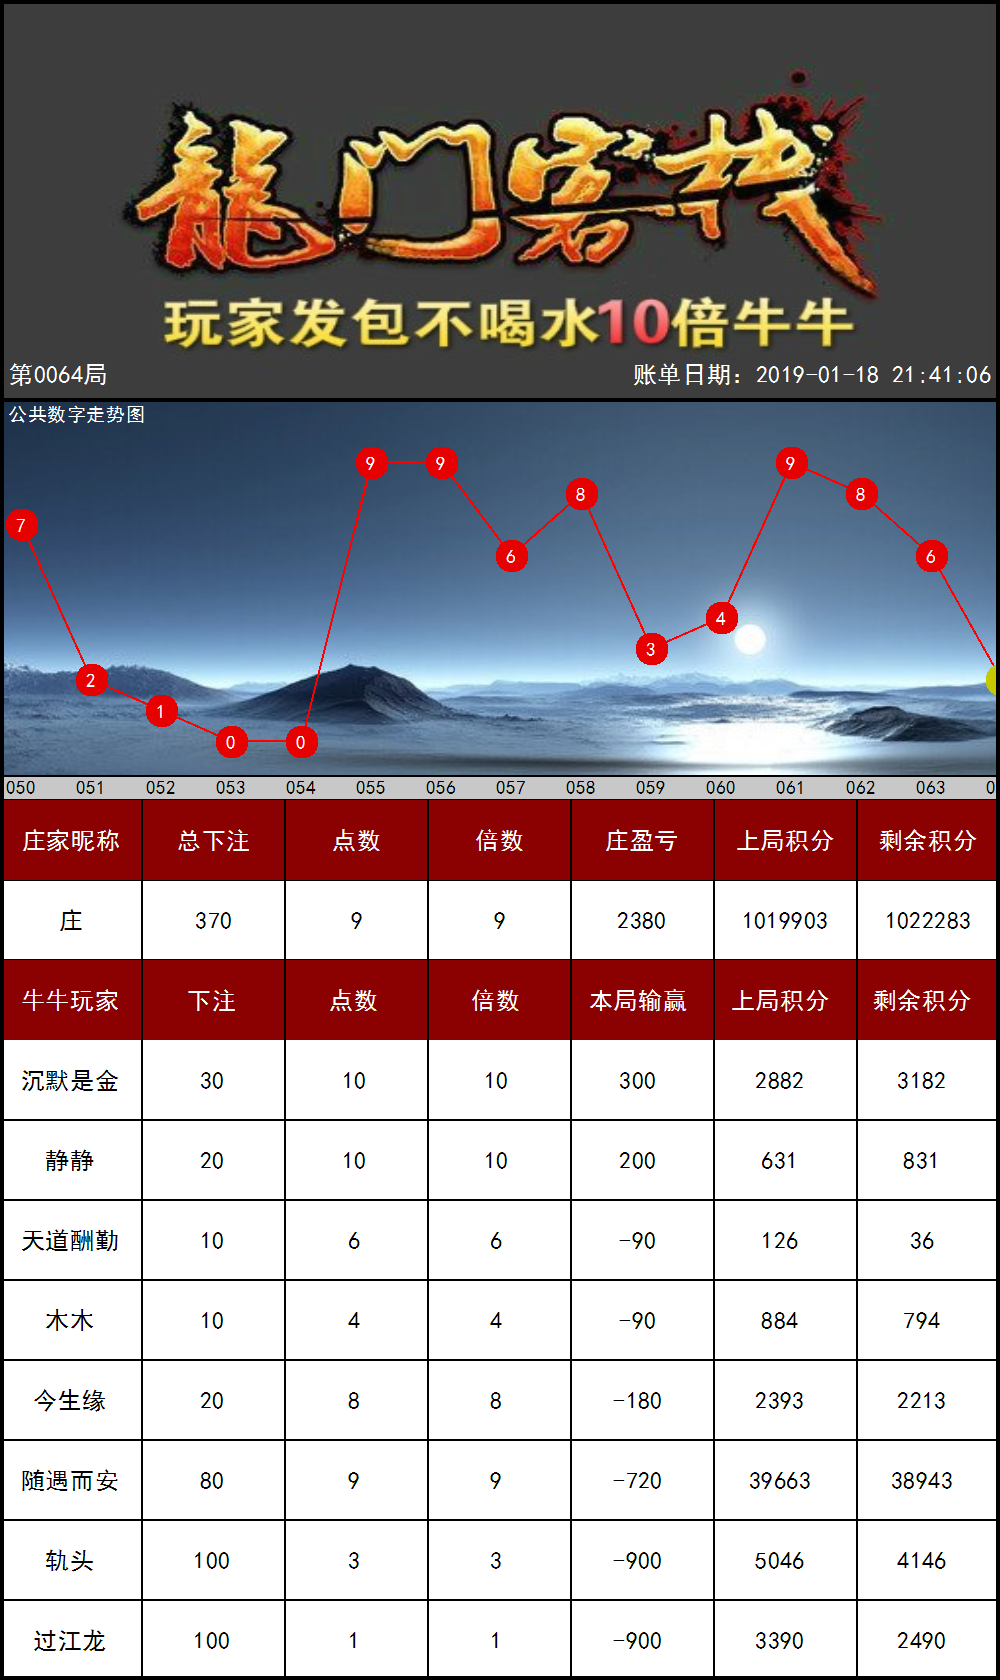 龍门客栈
玩家发包不喝水10倍牛牛
第0064局 账单日期：2019-01-18 21:41:06
公共数字走势图
7 2 1 0 0 9 9 6 8 3 4 9 8 6
050 051 052 053 054 055 056 057 058 059 060 061 062 063 0
庄家昵称 总下注 点数 倍数 庄盈亏 上局积分 剩余积分
庄 370 9 9 2380 1019903 1022283
牛牛玩家 下注 点数 倍数 本局输赢 上局积分 剩余积分
沉默是金 30 10 10 300 2882 3182
静静 20 10 10 200 631 831
天道酬勤 10 6 6 -90 126 36
木木 10 4 4 -90 884 794
今生缘 20 8 8 -180 2393 2213
随遇而安 80 9 9 -720 39663 38943
轨头 100 3 3 -900 5046 4146
过江龙 100 1 1 -900 3390 2490